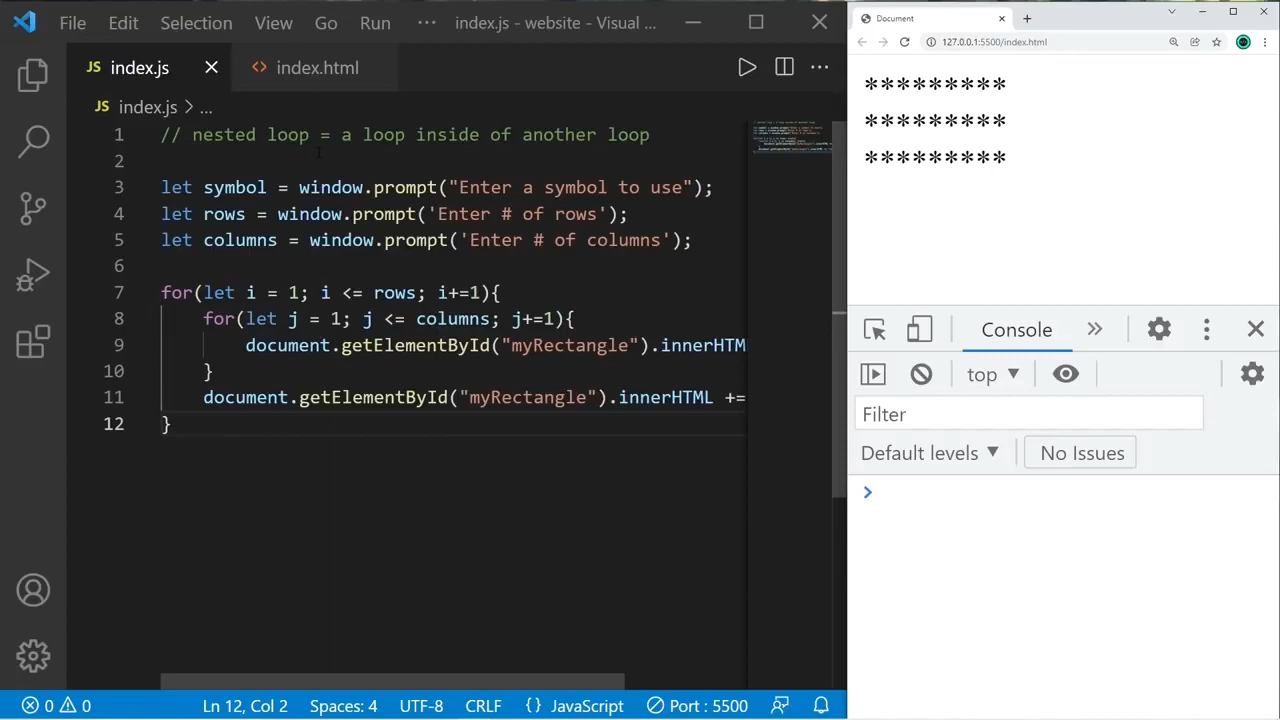 File Edit Selection View Go Run ··· index.js - website - Visual ...
JS index.js
<> index.html
JS index.js > ...
1 // nested loop = a loop inside of another loop
2
3 let symbol = window.prompt("Enter a symbol to use");
4 let rows = window.prompt('Enter # of rows');
5 let columns = window.prompt('Enter # of columns');
6
7 for(let i = 1; i <= rows; i+=1){
8     for(let j = 1; j <= columns; j+=1){
9         document.getElementById("myRectangle").innerHTM
10     }
11     document.getElementById("myRectangle").innerHTML +=
12 }
0 0 Ln 12, Col 2 Spaces: 4 UTF-8 CRLF {} JavaScript Port : 5500
Document
127.0.0.1:5500/index.html
*********
*********
*********
Console »
top ▼
Filter
Default levels ▼ No Issues
>